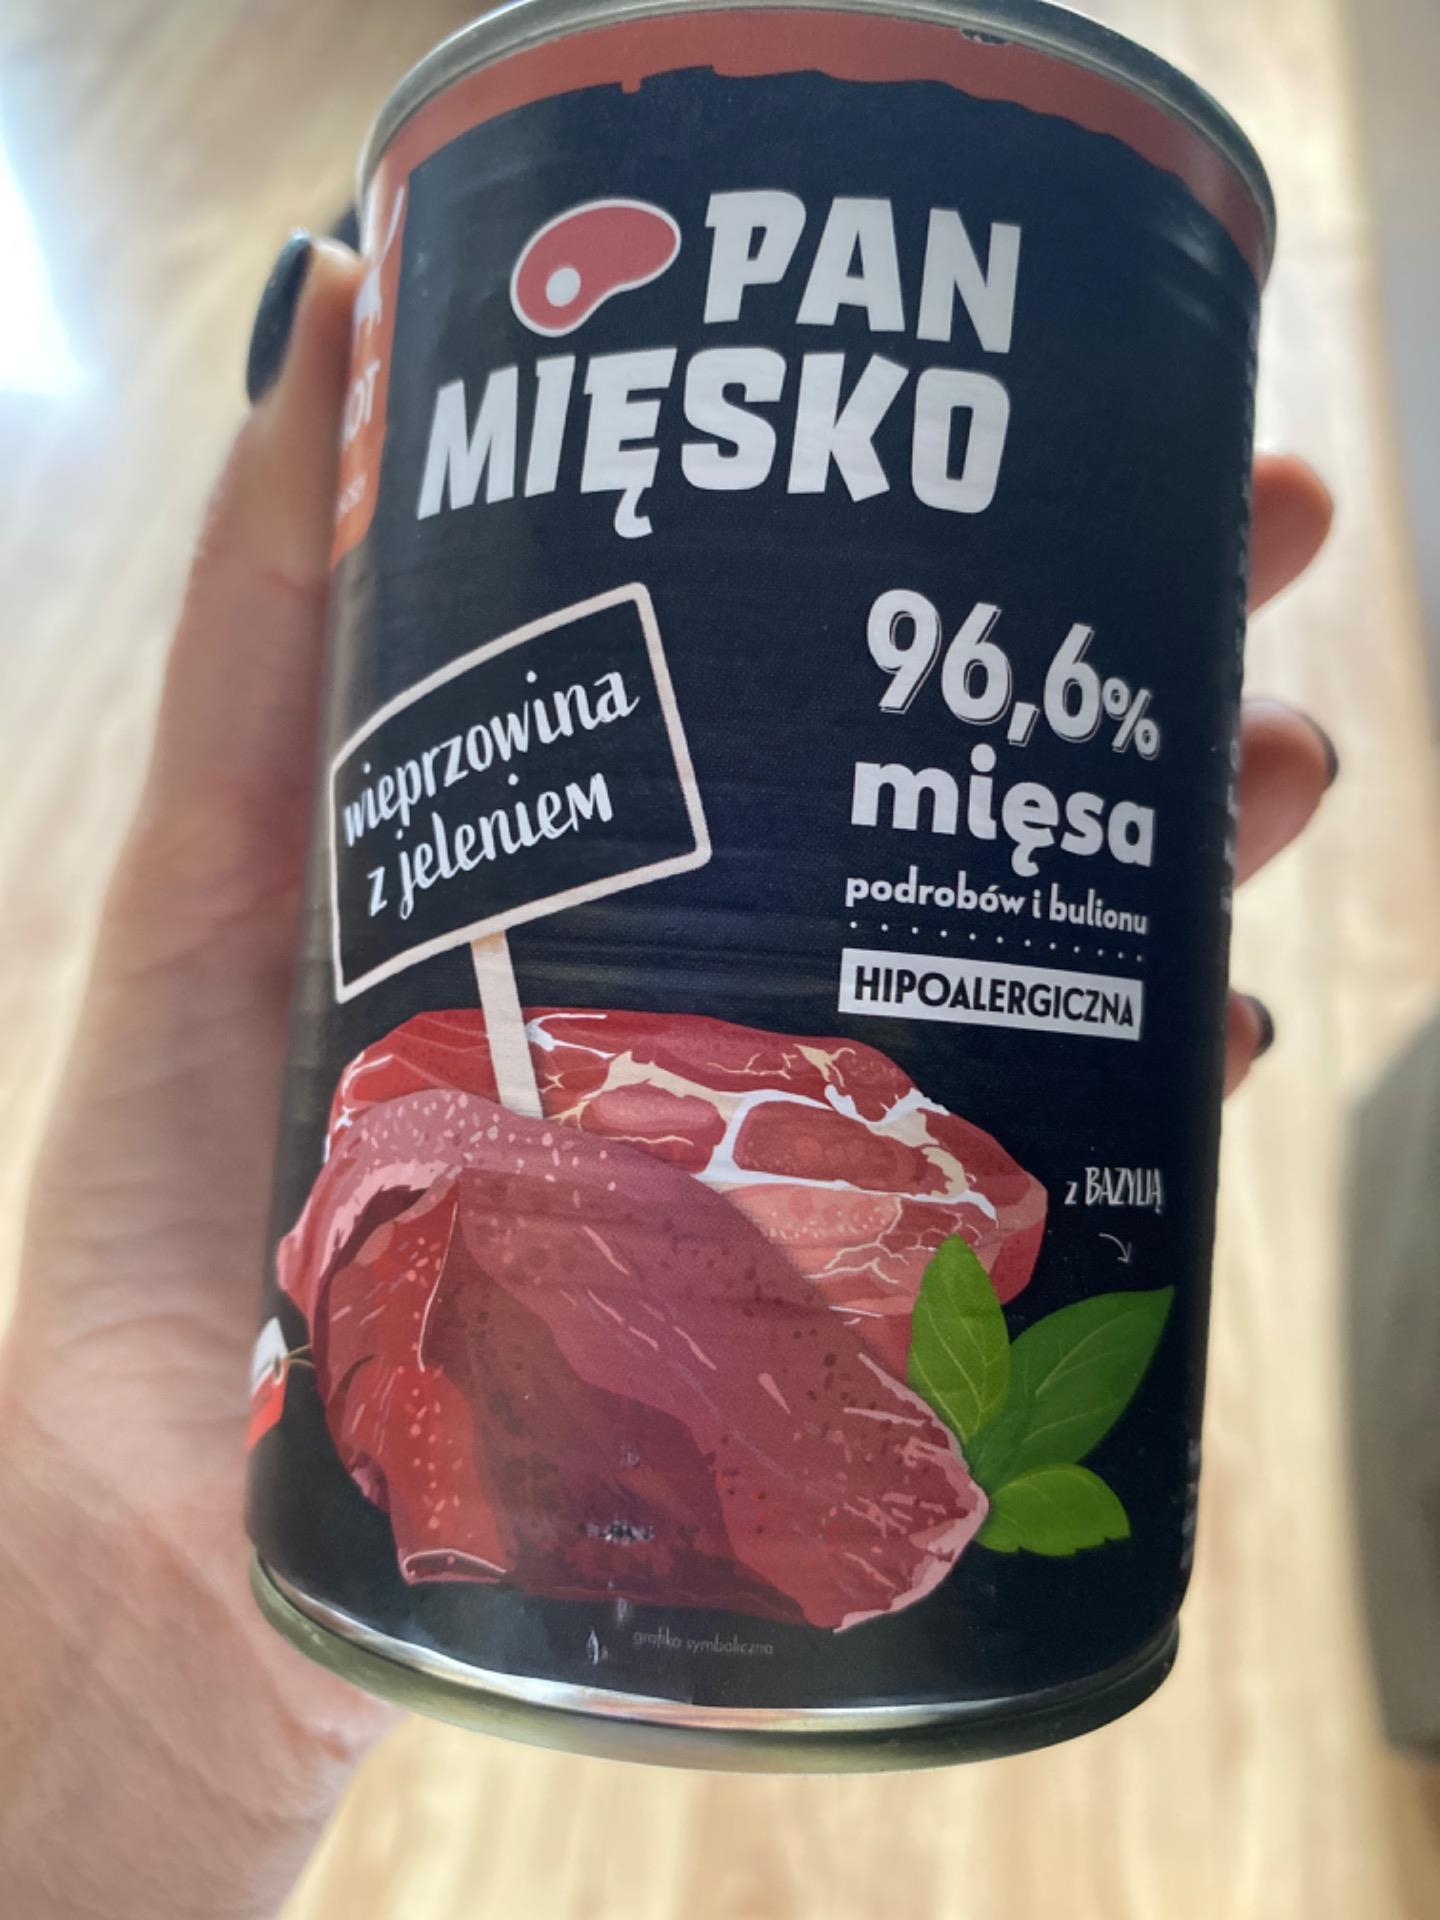 PAN
MIĘSKO
wieprzowina
z jeleniem
96,6%
mięsa
podrobów i bulionu
HIPOALERGICZNA
z BAZYLIĄ
grafika symboliczna